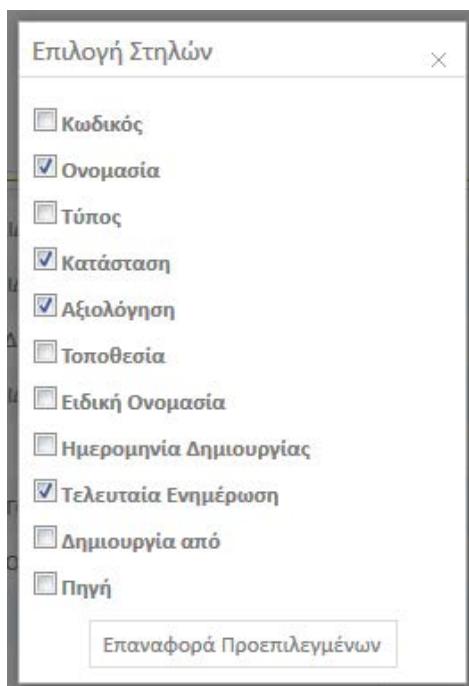 Επιλογή Στηλών
Κωδικός
Ονομασία
Τύπος
Κατάσταση
Αξιολόγηση
Τοποθεσία
Ειδική Ονομασία
Ημερομηνία Δημιουργίας
Τελευταία Ενημέρωση
Δημιουργία από
Πηγή
Επαναφορά Προεπιλεγμένων